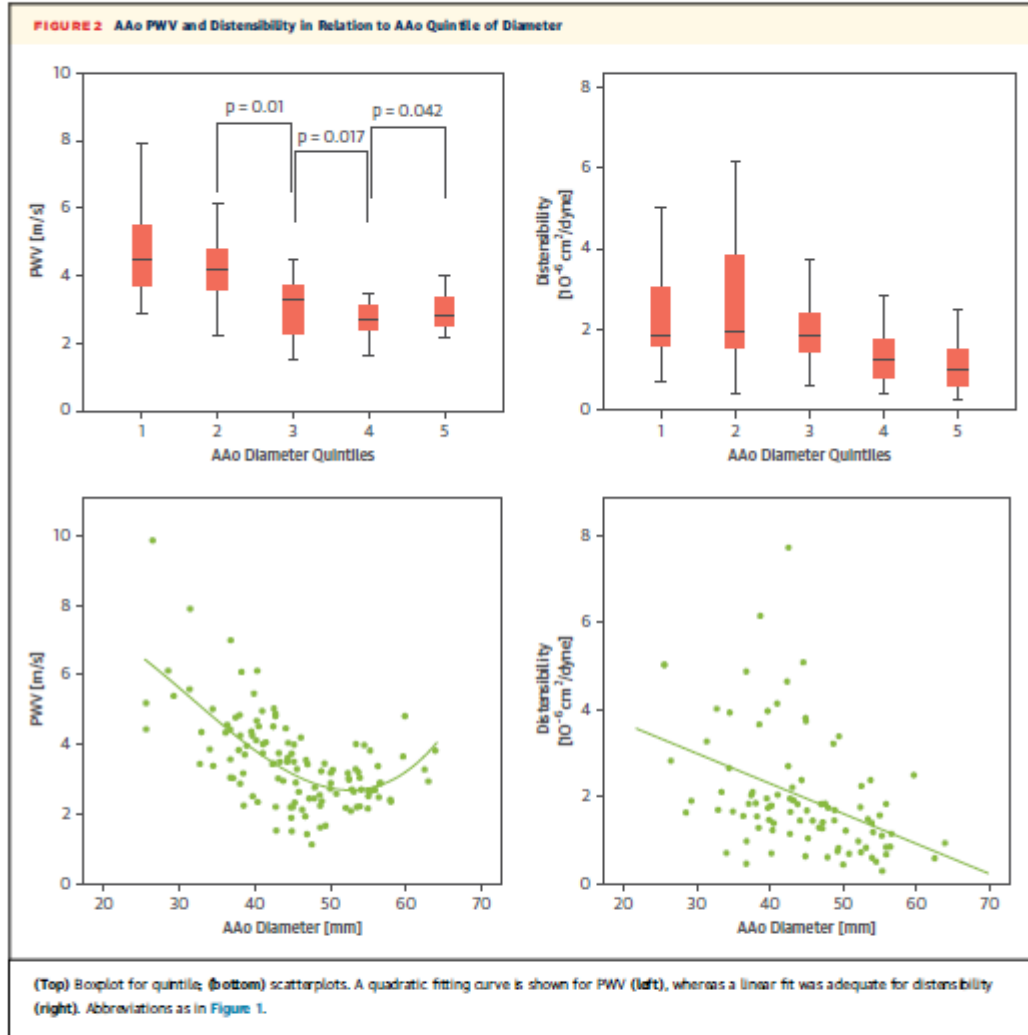 FIGURE 2 AAo PWV and Distensibility in Relation to AAo Quintile of Diameter
10
8
6
4
2
0
PWV [m/s]
p = 0.01
p = 0.017
p = 0.042
1 2 3 4 5
AAo Diameter Quintiles
8
6
4
2
0
Distensibility
[10⁻⁶ cm²/dyne]
1 2 3 4 5
AAo Diameter Quintiles
10
8
6
4
2
0
PWV [m/s]
20 30 40 50 60 70
AAo Diameter [mm]
8
6
4
2
0
Distensibility
[10⁻⁶ cm²/dyne]
20 30 40 50 60 70
AAo Diameter [mm]
(Top) Boxplot for quintile; (bottom) scatterplots. A quadratic fitting curve is shown for PWV (left), whereas a linear fit was adequate for distensibility
(right). Abbreviations as in Figure 1.